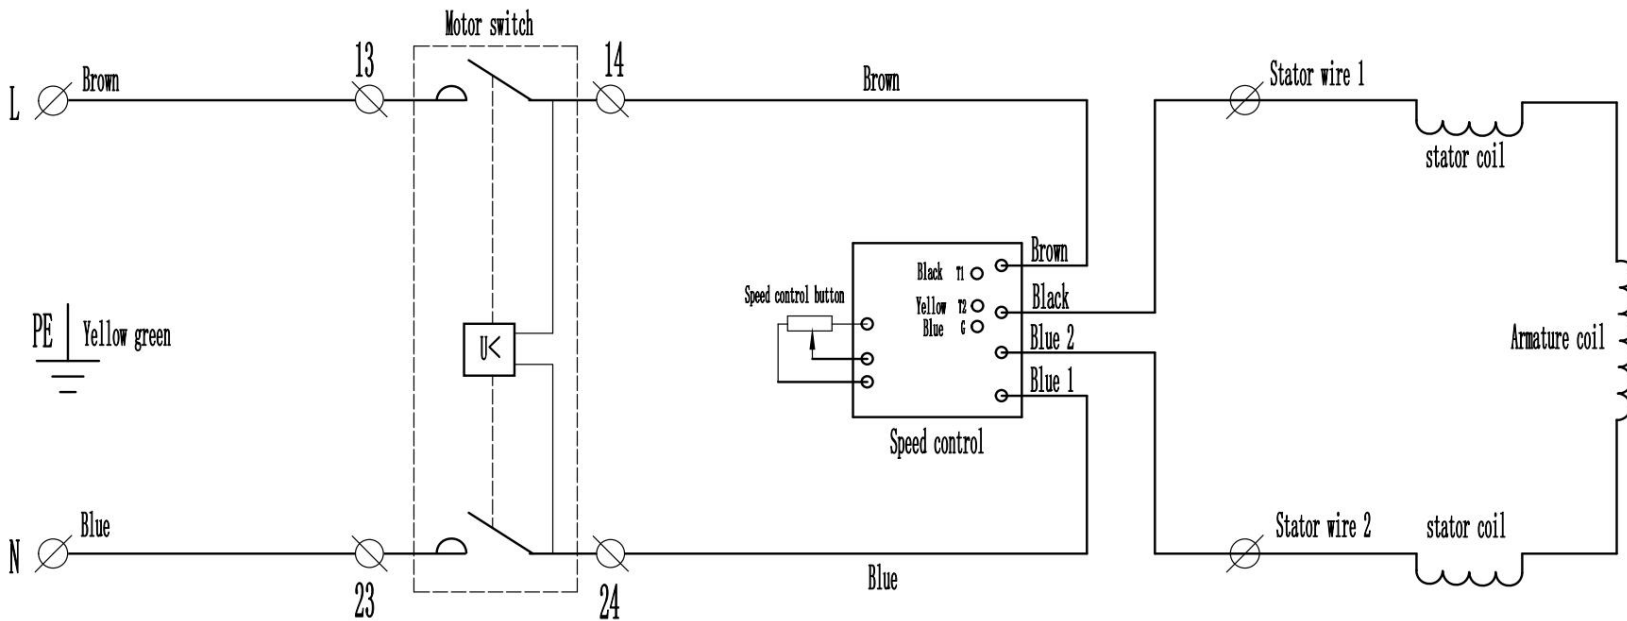 Motor switch
L
Brown
13
14
Brown
Stator wire 1
stator coil
Brown
Black T1
Speed control button
Yellow T2
Black
Blue G
PE
Yellow green
U<
Blue 2
Armature coil
Blue 1
Speed control
N
Blue
23
24
Blue
Stator wire 2
stator coil